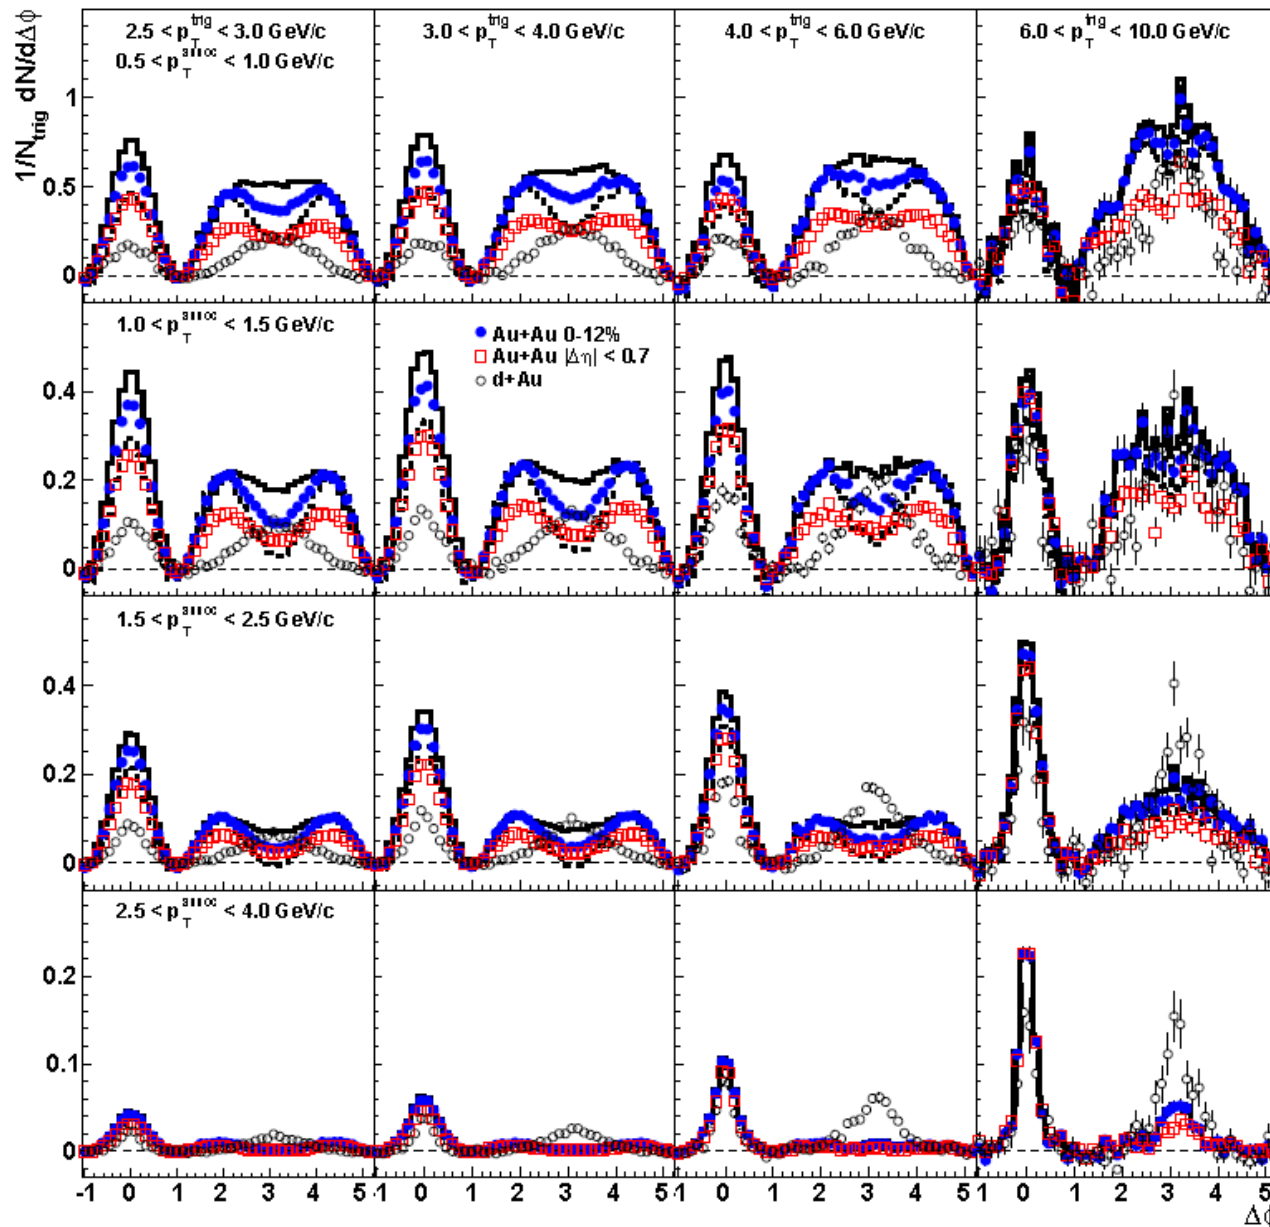 2.5 < p_T^trig < 3.0 GeV/c
0.5 < p_T^assoc < 1.0 GeV/c
3.0 < p_T^trig < 4.0 GeV/c
4.0 < p_T^trig < 6.0 GeV/c
6.0 < p_T^trig < 10.0 GeV/c
1/N_trig dN/dΔϕ
1
0.5
0
1.0 < p_T^assoc < 1.5 GeV/c
Au+Au 0-12%
Au+Au |Δη| < 0.7
d+Au
0.4
0.2
0
1.5 < p_T^assoc < 2.5 GeV/c
0.4
0.2
0
2.5 < p_T^assoc < 4.0 GeV/c
0.2
0.1
0
-1 0 1 2 3 4 5 -1 0 1 2 3 4 5 -1 0 1 2 3 4 5 -1 0 1 2 3 4 5
Δϕ